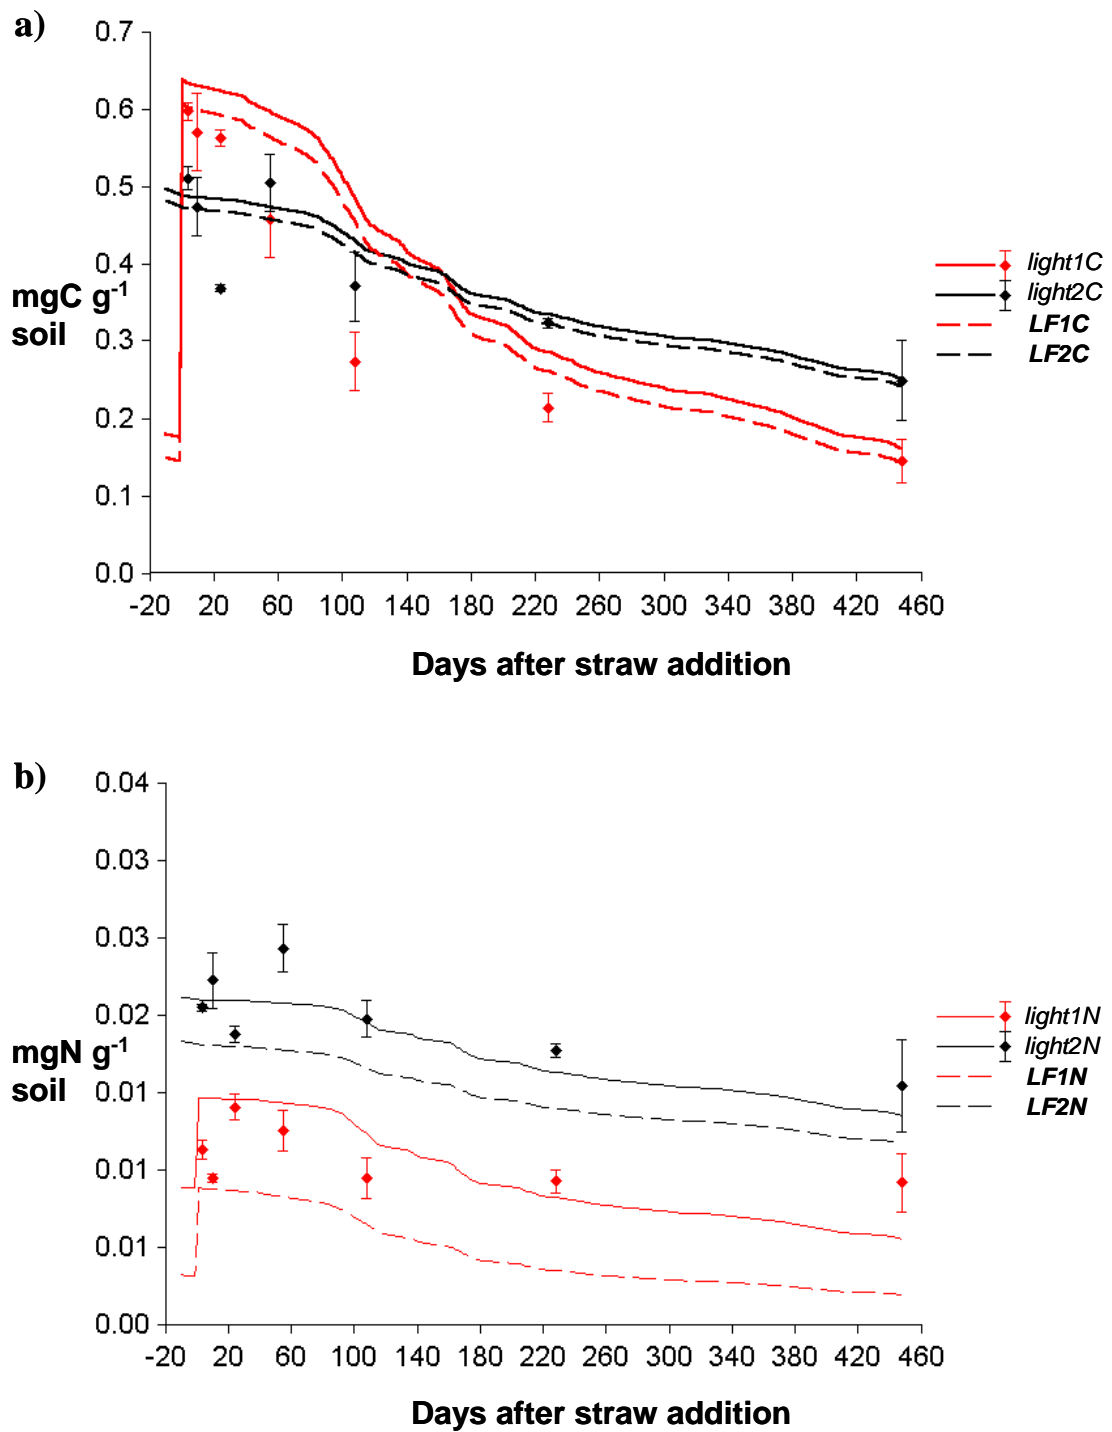 a)
0.7
0.6
0.5
0.4
mgC g-1
soil
0.3
0.2
0.1
0.0
-20 20 60 100 140 180 220 260 300 340 380 420 460
Days after straw addition
light1C
light2C
LF1C
LF2C
b)
0.04
0.03
0.03
0.02
mgN g-1
soil
0.01
0.01
0.01
0.00
-20 20 60 100 140 180 220 260 300 340 380 420 460
Days after straw addition
light1N
light2N
LF1N
LF2N